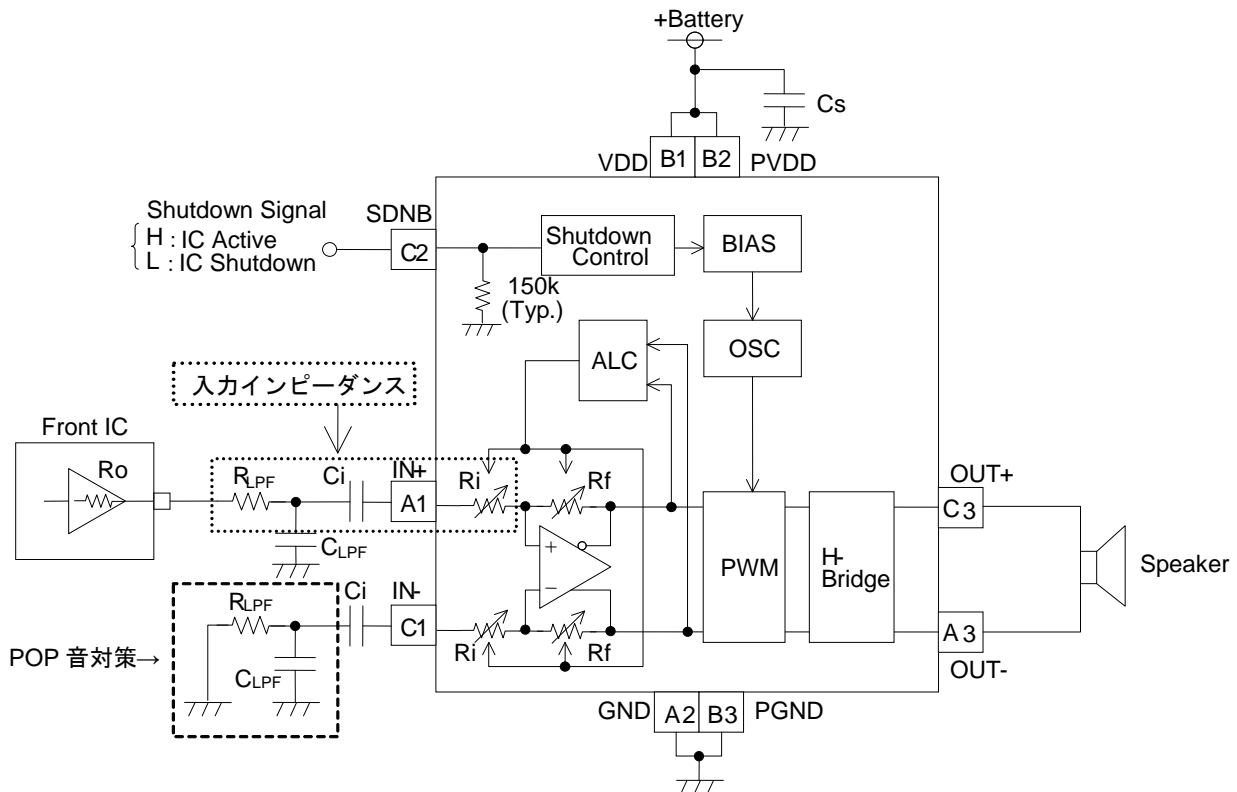 +Battery
Cs
VDD B1 B2 PVDD
Shutdown Signal
H : IC Active
L : IC Shutdown
SDNB
C2
Shutdown
Control
BIAS
150k
(Typ.)
OSC
ALC
入力インピーダンス
Front IC
Ro
RLPF
Ci
IN+
A1
Ri
Rf
CLPF
+
−
PWM
H-
Bridge
OUT+
C3
Speaker
A3
OUT-
POP 音対策→
RLPF
Ci
IN-
C1
Ri
Rf
CLPF
GND A2 B3 PGND